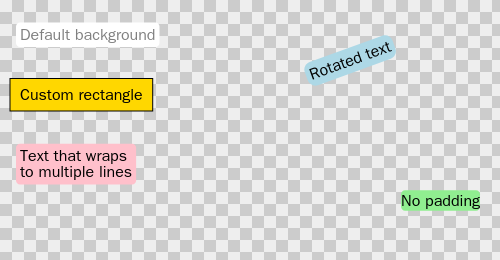 Default background
Rotated text
Custom rectangle
Text that wraps
to multiple lines
No padding